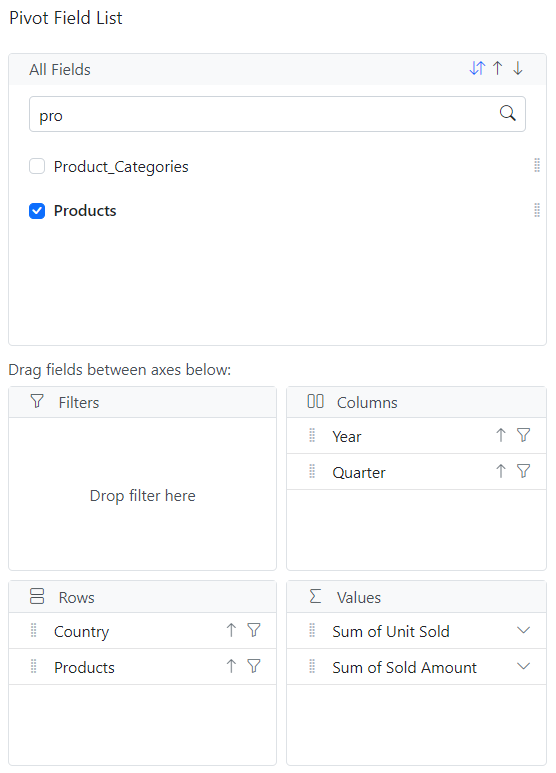 Pivot Field List
All Fields
pro
Product_Categories
Products
Drag fields between axes below:
Filters
Drop filter here
Columns
Year
Quarter
Rows
Country
Products
Values
Sum of Unit Sold
Sum of Sold Amount